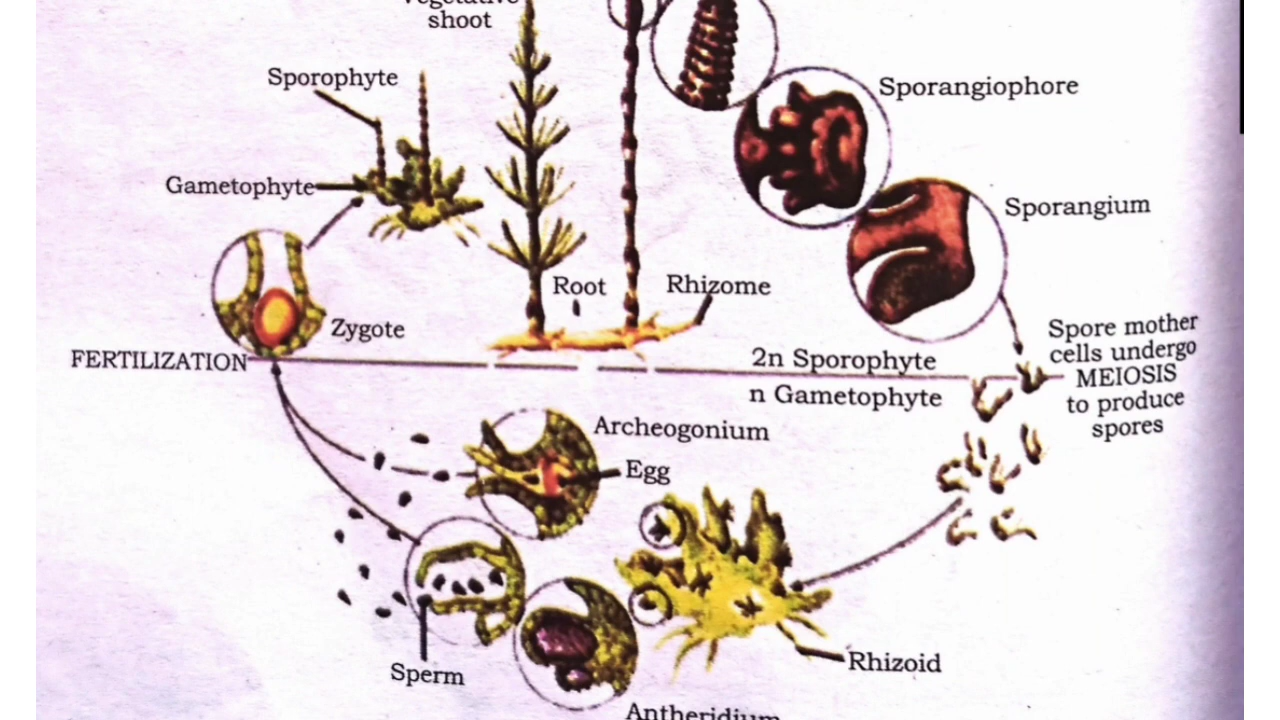 shoot
Sporophyte
Sporangiophore
Gametophyte
Sporangium
Root
Rhizome
Zygote
Spore mother
cells undergo
MEIOSIS
to produce
spores
FERTILIZATION
2n Sporophyte
n Gametophyte
Archeogonium
Egg
Rhizoid
Sperm
Antheridium